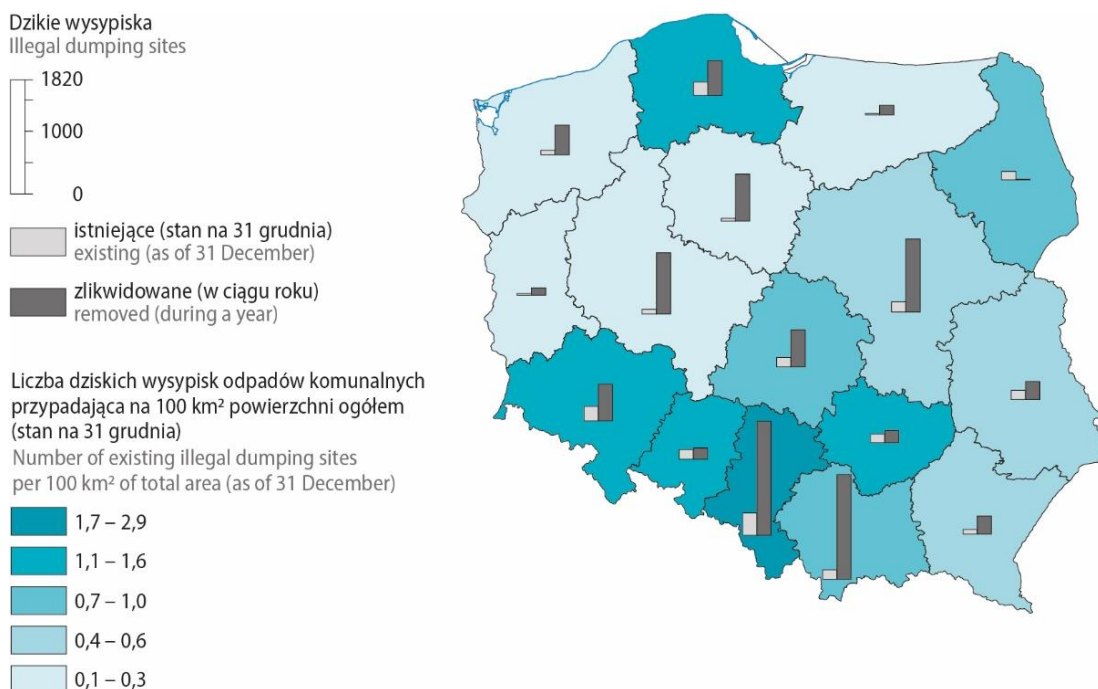 Dzikie wysypiska
Illegal dumping sites
1820
1000
0
istniejące (stan na 31 grudnia)
existing (as of 31 December)
zlikwidowane (w ciągu roku)
removed (during a year)
Liczba dziskich wysypisk odpadów komunalnych
przypadająca na 100 km² powierzchni ogółem
(stan na 31 grudnia)
Number of existing illegal dumping sites
per 100 km² of total area (as of 31 December)
1,7 – 2,9
1,1 – 1,6
0,7 – 1,0
0,4 – 0,6
0,1 – 0,3